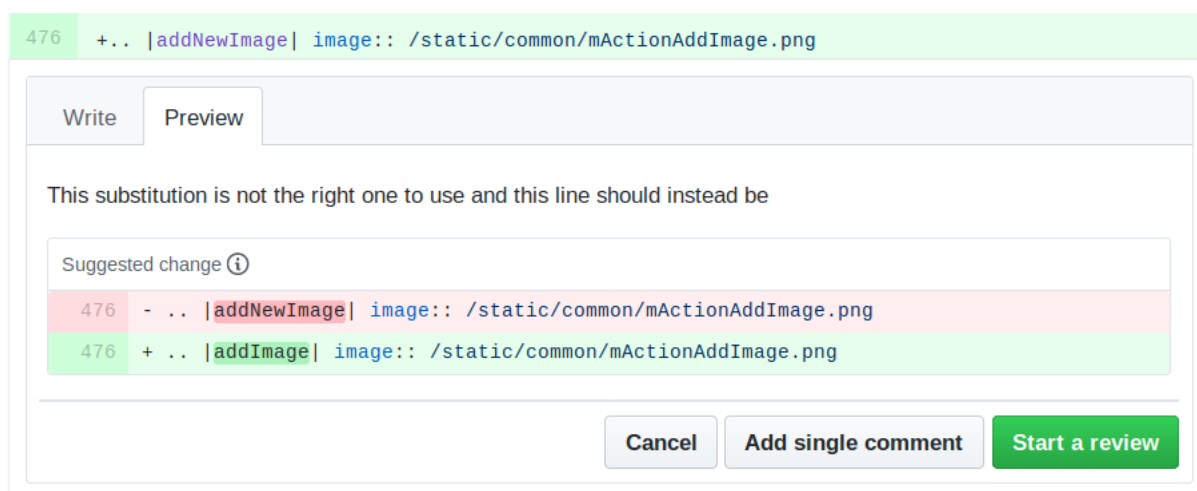 476 +.. |addNewImage| image:: /static/common/mActionAddImage.png
Write Preview
This substitution is not the right one to use and this line should instead be
Suggested change
476 - .. |addNewImage| image:: /static/common/mActionAddImage.png
476 + .. |addImage| image:: /static/common/mActionAddImage.png
Cancel Add single comment Start a review